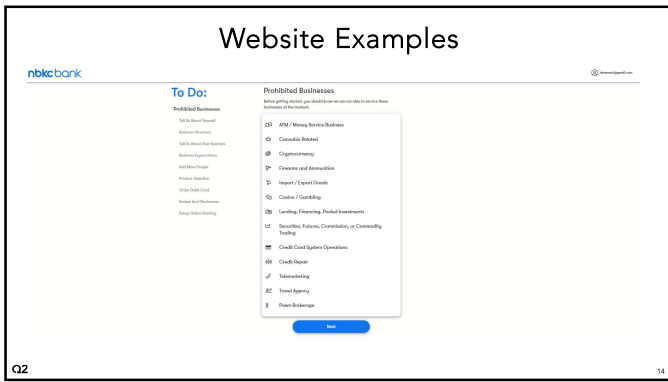 Website Examples
nbkc bank
To Do:
Prohibited Businesses
Tell Us About Yourself
Business Structure
Tell Us About Your Business
Business Expectations
Add More People
Product Selection
Order Debit Card
Review And Disclosures
Setup Online Banking
Prohibited Businesses
Before getting started, you should know we are not able to service these
businesses at the moment:
ATM / Money Service Business
Cannabis Related
Cryptocurrency
Firearms and Ammunition
Import / Export Goods
Casino / Gambling
Lending, Financing, Pooled Investments
Securities, Futures, Commission, or Commodity
Trading
Credit Card System Operations
Credit Repair
Telemarketing
Travel Agency
Pawn Brokerage
Next
Q2
14